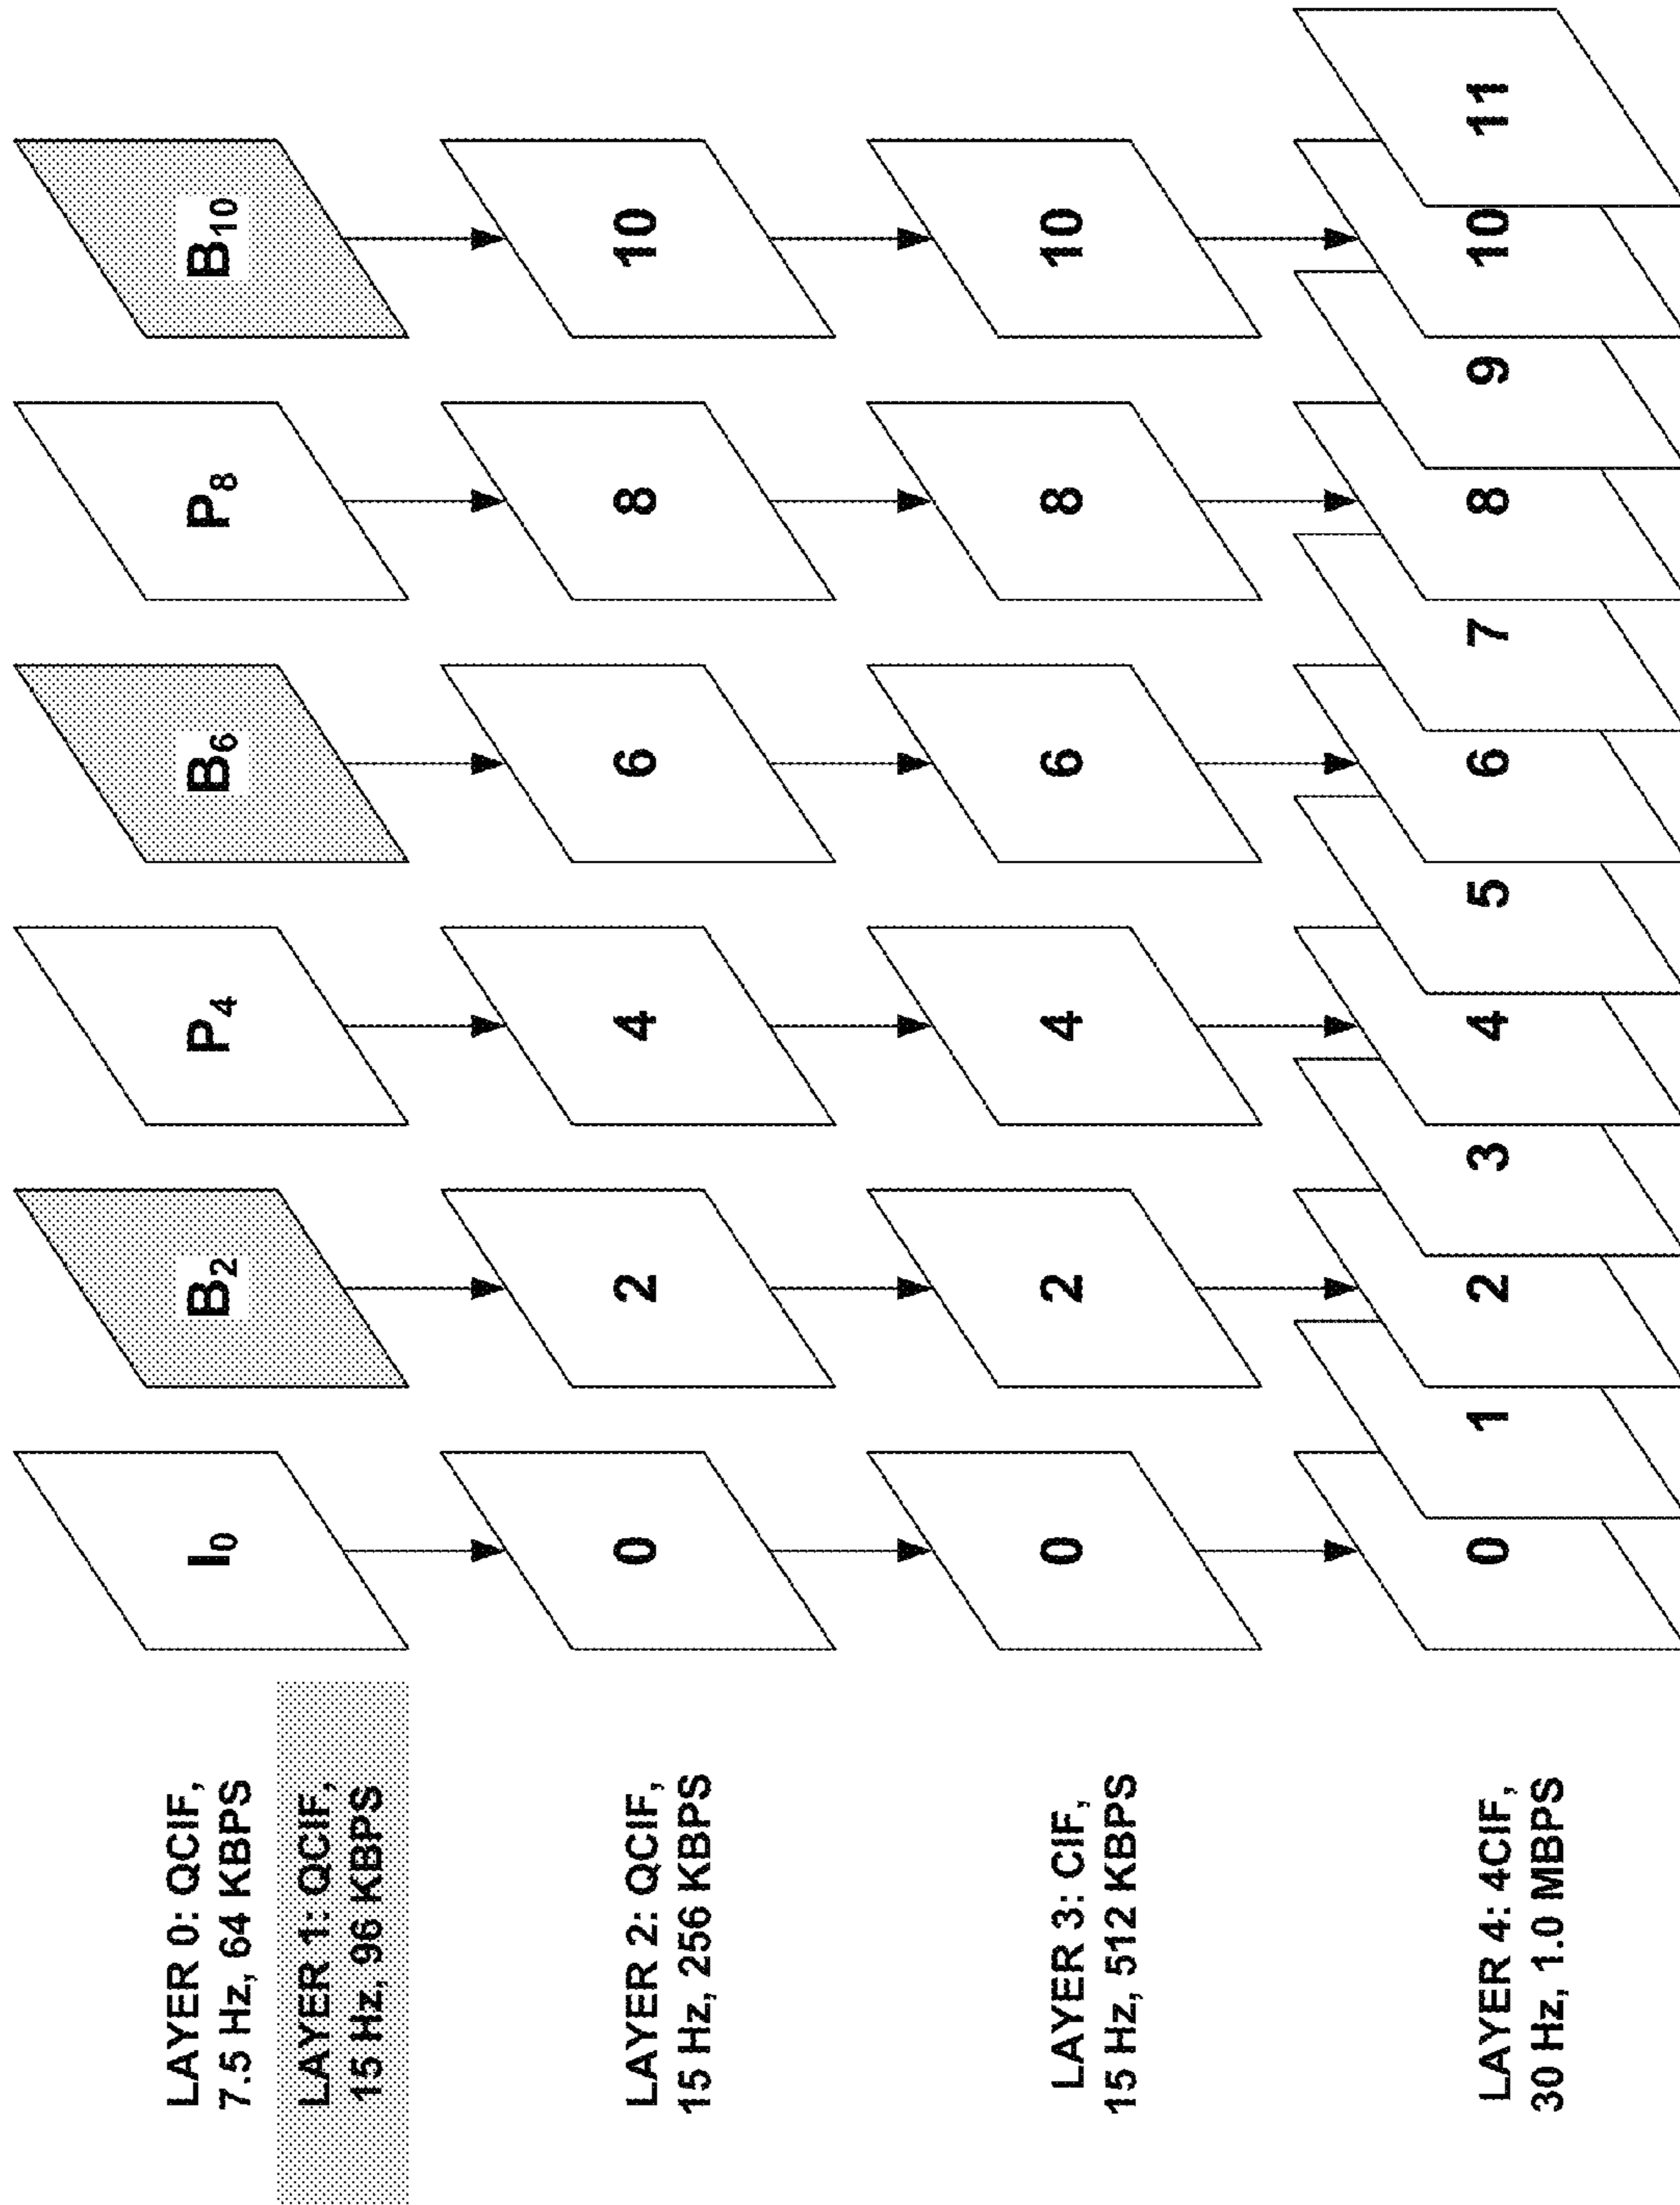 LAYER 0: QCIF,
7.5 Hz, 64 KBPS
LAYER 1: QCIF,
15 Hz, 96 KBPS
I₀
B₂
P₄
B₆
P₈
B₁₀
LAYER 2: QCIF,
15 Hz, 256 KBPS
0
2
4
6
8
10
LAYER 3: CIF,
15 Hz, 512 KBPS
0
2
4
6
8
10
LAYER 4: 4CIF,
30 Hz, 1.0 MBPS
0
1
2
3
4
5
6
7
8
9
10
11